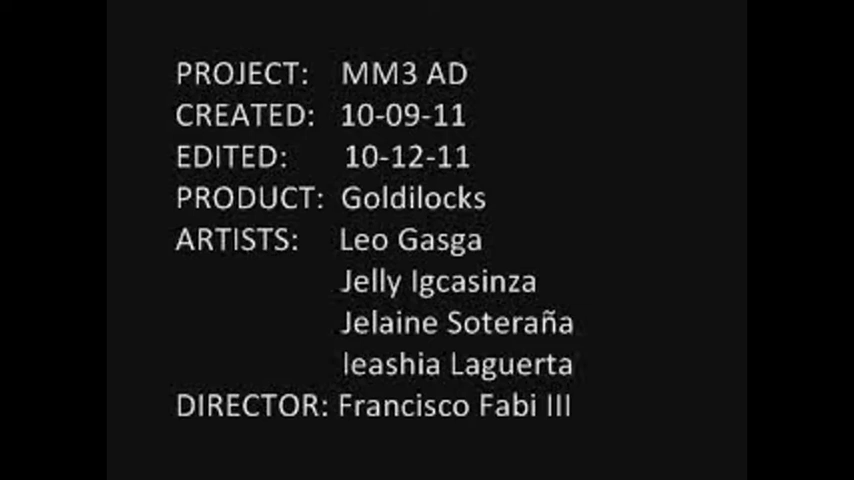 PROJECT: MM3 AD
CREATED: 10-09-11
EDITED: 10-12-11
PRODUCT: Goldilocks
ARTISTS: Leo Gasga
Jelly Igcasinza
Jelaine Soteraña
Ieashia Laguerta
DIRECTOR: Francisco Fabi III